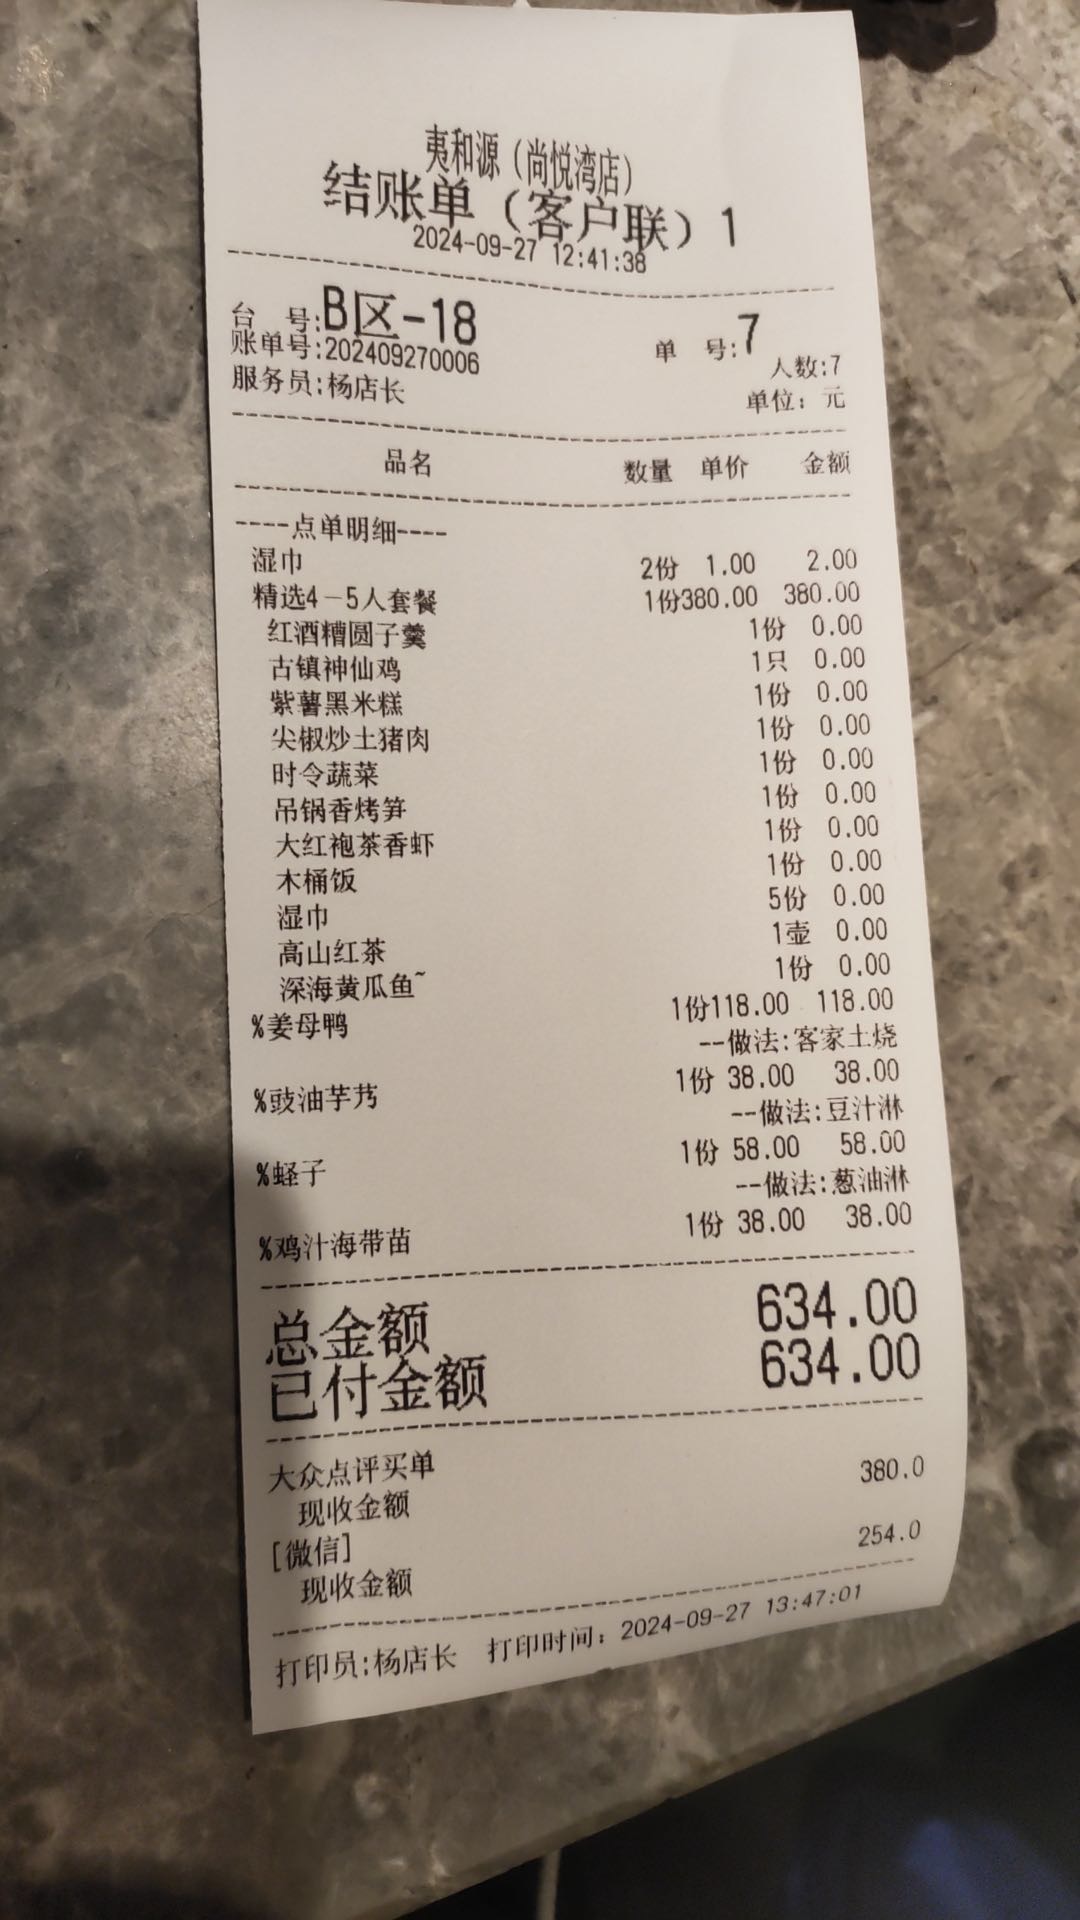 夷和源（尚悦湾店）
结账单（客户联）1
2024-09-27 12:41:38
台 号:B区-18 单 号:7
账单号:202409270006 人数:7
服务员:杨店长 单位：元
品名 数量 单价 金额
----点单明细----
湿巾 2份 1.00 2.00
精选4-5人套餐 1份380.00 380.00
红酒糟圆子羹 1份 0.00
古镇神仙鸡 1只 0.00
紫薯黑米糕 1份 0.00
尖椒炒土猪肉 1份 0.00
时令蔬菜 1份 0.00
吊锅香烤笋 1份 0.00
大红袍茶香虾 1份 0.00
木桶饭 1份 0.00
湿巾 5份 0.00
高山红茶 1壶 0.00
深海黄瓜鱼~ 1份 0.00
%姜母鸭 1份118.00 118.00
--做法:客家土烧
%豉油芋艿 1份 38.00 38.00
--做法:豆汁淋
%蛏子 1份 58.00 58.00
--做法:葱油淋
%鸡汁海带苗 1份 38.00 38.00
总金额 634.00
已付金额 634.00
大众点评买单
现收金额 380.0
[微信]
现收金额 254.0
打印员:杨店长 打印时间：2024-09-27 13:47:01